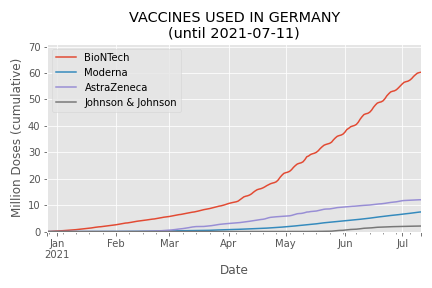 VACCINES USED IN GERMANY
(until 2021-07-11)
Million Doses (cumulative)
70
60
50
40
30
20
10
0
BioNTech
Moderna
AstraZeneca
Johnson & Johnson
Jan Feb Mar Apr May Jun Jul
2021
Date